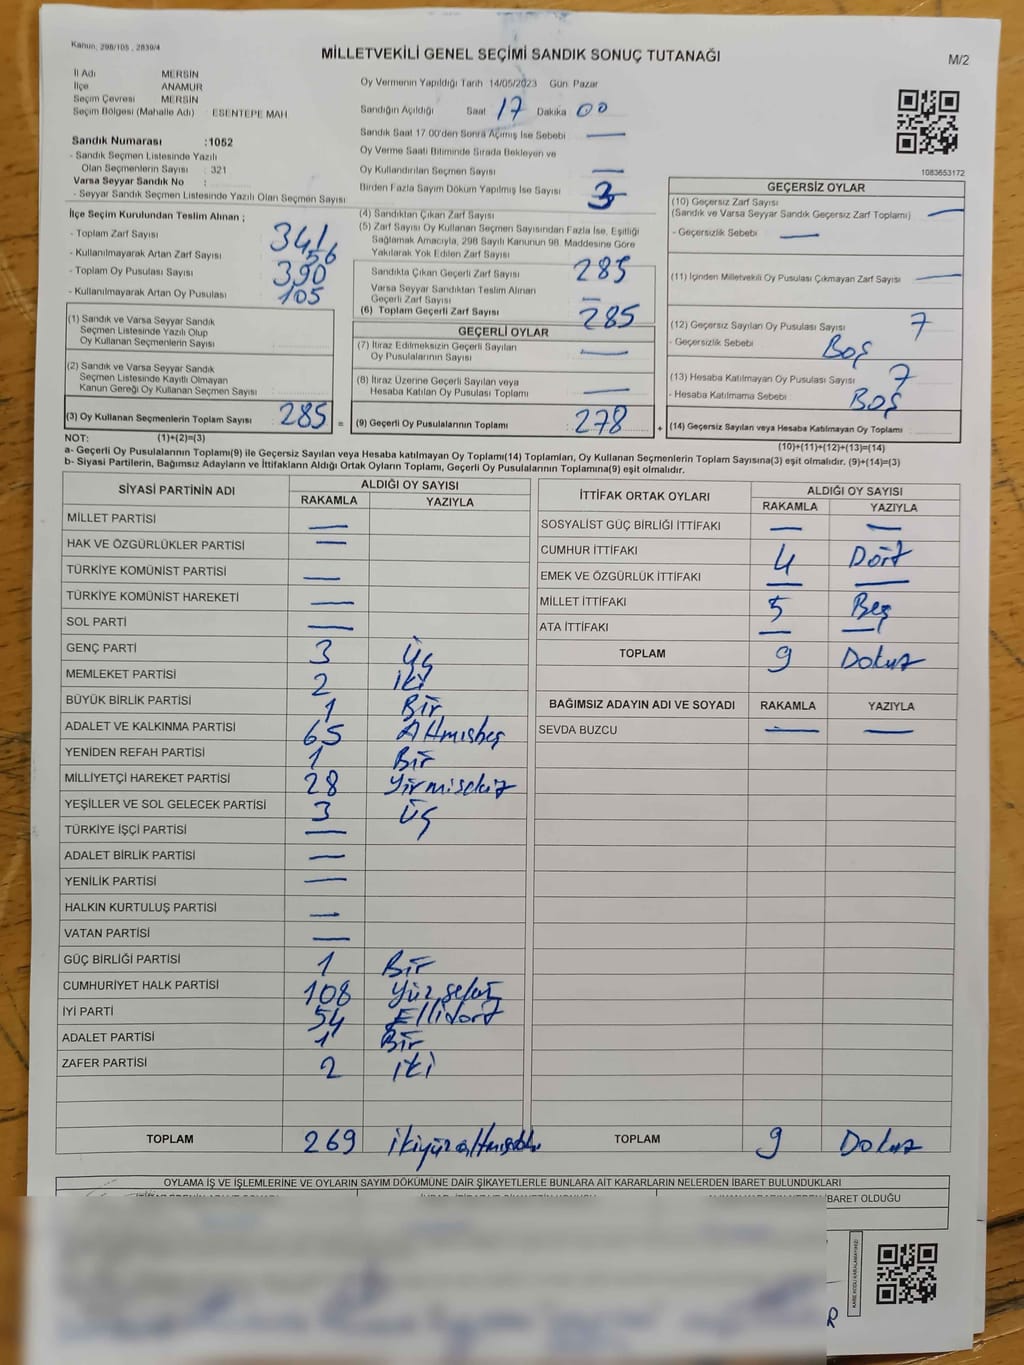 Kanun, 298/105 , 2839/4
MİLLETVEKİLİ GENEL SEÇİMİ SANDIK SONUÇ TUTANAĞI
M/2
İl Adı MERSİN
İlçe ANAMUR
Seçim Çevresi MERSİN
Seçim Bölgesi (Mahalle Adı) ESENTEPE MAH
Sandık Numarası :1052
- Sandık Seçmen Listesinde Yazılı
Olan Seçmenlerin Sayısı : 321
Varsa Seyyar Sandık No :
- Seyyar Sandık Seçmen Listesinde Yazılı Olan Seçmen Sayısı
Oy Vermenin Yapıldığı Tarih 14/05/2023 Gün: Pazar
Sandığın Açıldığı Saat 17 Dakika 00
Sandık Saat 17.00'den Sonra Açılmış İse Sebebi —
Oy Verme Saati Bitiminde Sırada Bekleyen ve
Oy Kullandırılan Seçmen Sayısı —
Birden Fazla Sayım Döküm Yapılmış İse Sayısı 3
1083653172
İlçe Seçim Kurulundan Teslim Alınan ;
- Toplam Zarf Sayısı : 341
- Kullanılmayarak Artan Zarf Sayısı : 56
- Toplam Oy Pusulası Sayısı : 390
- Kullanılmayarak Artan Oy Pusulası : 105
(1) Sandık ve Varsa Seyyar Sandık
Seçmen Listesinde Yazılı Olup
Oy Kullanan Seçmenlerin Sayısı :
(2) Sandık ve Varsa Seyyar Sandık
Seçmen Listesinde Kayıtlı Olmayan
Kanun Gereği Oy Kullanan Seçmen Sayısı :
(3) Oy Kullanan Seçmenlerin Toplam Sayısı : 285 =
(4) Sandıktan Çıkan Zarf Sayısı
(5) Zarf Sayısı Oy Kullanan Seçmen Sayısından Fazla İse, Eşitliği
Sağlamak Amacıyla, 298 Sayılı Kanunun 98. Maddesine Göre
Yakılarak Yok Edilen Zarf Sayısı
Sandıkta Çıkan Geçerli Zarf Sayısı 285
Varsa Seyyar Sandıktan Teslim Alınan
Geçerli Zarf Sayısı —
(6) Toplam Geçerli Zarf Sayısı : 285
GEÇERLİ OYLAR
(7) İtiraz Edilmeksizin Geçerli Sayılan
Oy Pusulalarının Sayısı —
(8) İtiraz Üzerine Geçerli Sayılan veya
Hesaba Katılan Oy Pusulası Toplamı —
(9) Geçerli Oy Pusulalarının Toplamı : 278 +
GEÇERSİZ OYLAR
(10) Geçersiz Zarf Sayısı
(Sandık ve Varsa Seyyar Sandık Geçersiz Zarf Toplamı) —
- Geçersizlik Sebebi —
(11) İçinden Milletvekili Oy Pusulası Çıkmayan Zarf Sayısı —
(12) Geçersiz Sayılan Oy Pusulası Sayısı 7
- Geçersizlik Sebebi : Boş
(13) Hesaba Katılmayan Oy Pusulası Sayısı 7
- Hesaba Katılmama Sebebi : Boş
(14) Geçersiz Sayılan veya Hesaba Katılmayan Oy Toplamı :
NOT: (1)+(2)=(3)
(10)+(11)+(12)+(13)=(14)
a- Geçerli Oy Pusulalarının Toplamı(9) ile Geçersiz Sayılan veya Hesaba katılmayan Oy Toplamı(14) Toplamları, Oy Kullanan Seçmenlerin Toplam Sayısına(3) eşit olmalıdır. (9)+(14)=(3)
b- Siyasi Partilerin, Bağımsız Adayların ve İttifakların Aldığı Ortak Oyların Toplamı, Geçerli Oy Pusulalarının Toplamına(9) eşit olmalıdır.
SİYASİ PARTİNİN ADI ALDIĞI OY SAYISI
RAKAMLA YAZIYLA
MİLLET PARTİSİ —
HAK VE ÖZGÜRLÜKLER PARTİSİ —
TÜRKİYE KOMÜNİST PARTİSİ —
TÜRKİYE KOMÜNİST HAREKETİ —
SOL PARTİ —
GENÇ PARTİ 3 Üç
MEMLEKET PARTİSİ 2 iki
BÜYÜK BİRLİK PARTİSİ 1 Bir
ADALET VE KALKINMA PARTİSİ 65 Altmışbeş
YENİDEN REFAH PARTİSİ 1 Bir
MİLLİYETÇİ HAREKET PARTİSİ 28 Yirmisekiz
YEŞİLLER VE SOL GELECEK PARTİSİ 3 Üç
TÜRKİYE İŞÇİ PARTİSİ —
ADALET BİRLİK PARTİSİ —
YENİLİK PARTİSİ —
HALKIN KURTULUŞ PARTİSİ —
VATAN PARTİSİ —
GÜÇ BİRLİĞİ PARTİSİ 1 Bir
CUMHURİYET HALK PARTİSİ 108 Yüzsekiz
İYİ PARTİ 54 Ellidört
ADALET PARTİSİ 1 Bir
ZAFER PARTİSİ 2 iki
TOPLAM 269 ikiyüzaltmışdokuz
İTTİFAK ORTAK OYLARI ALDIĞI OY SAYISI
RAKAMLA YAZIYLA
SOSYALİST GÜÇ BİRLİĞİ İTTİFAKI — —
CUMHUR İTTİFAKI 4 Dört
EMEK VE ÖZGÜRLÜK İTTİFAKI — —
MİLLET İTTİFAKI 5 Beş
ATA İTTİFAKI — —
TOPLAM 9 Dokuz
BAĞIMSIZ ADAYIN ADI VE SOYADI RAKAMLA YAZIYLA
SEVDA BUZCU — —
TOPLAM 9 Dokuz
OYLAMA İŞ VE İŞLEMLERİNE VE OYLARIN SAYIM DÖKÜMÜNE DAİR ŞİKAYETLERLE BUNLARA AİT KARARLARIN NELERDEN İBARET BULUNDUKLARI
İBARET OLDUĞU